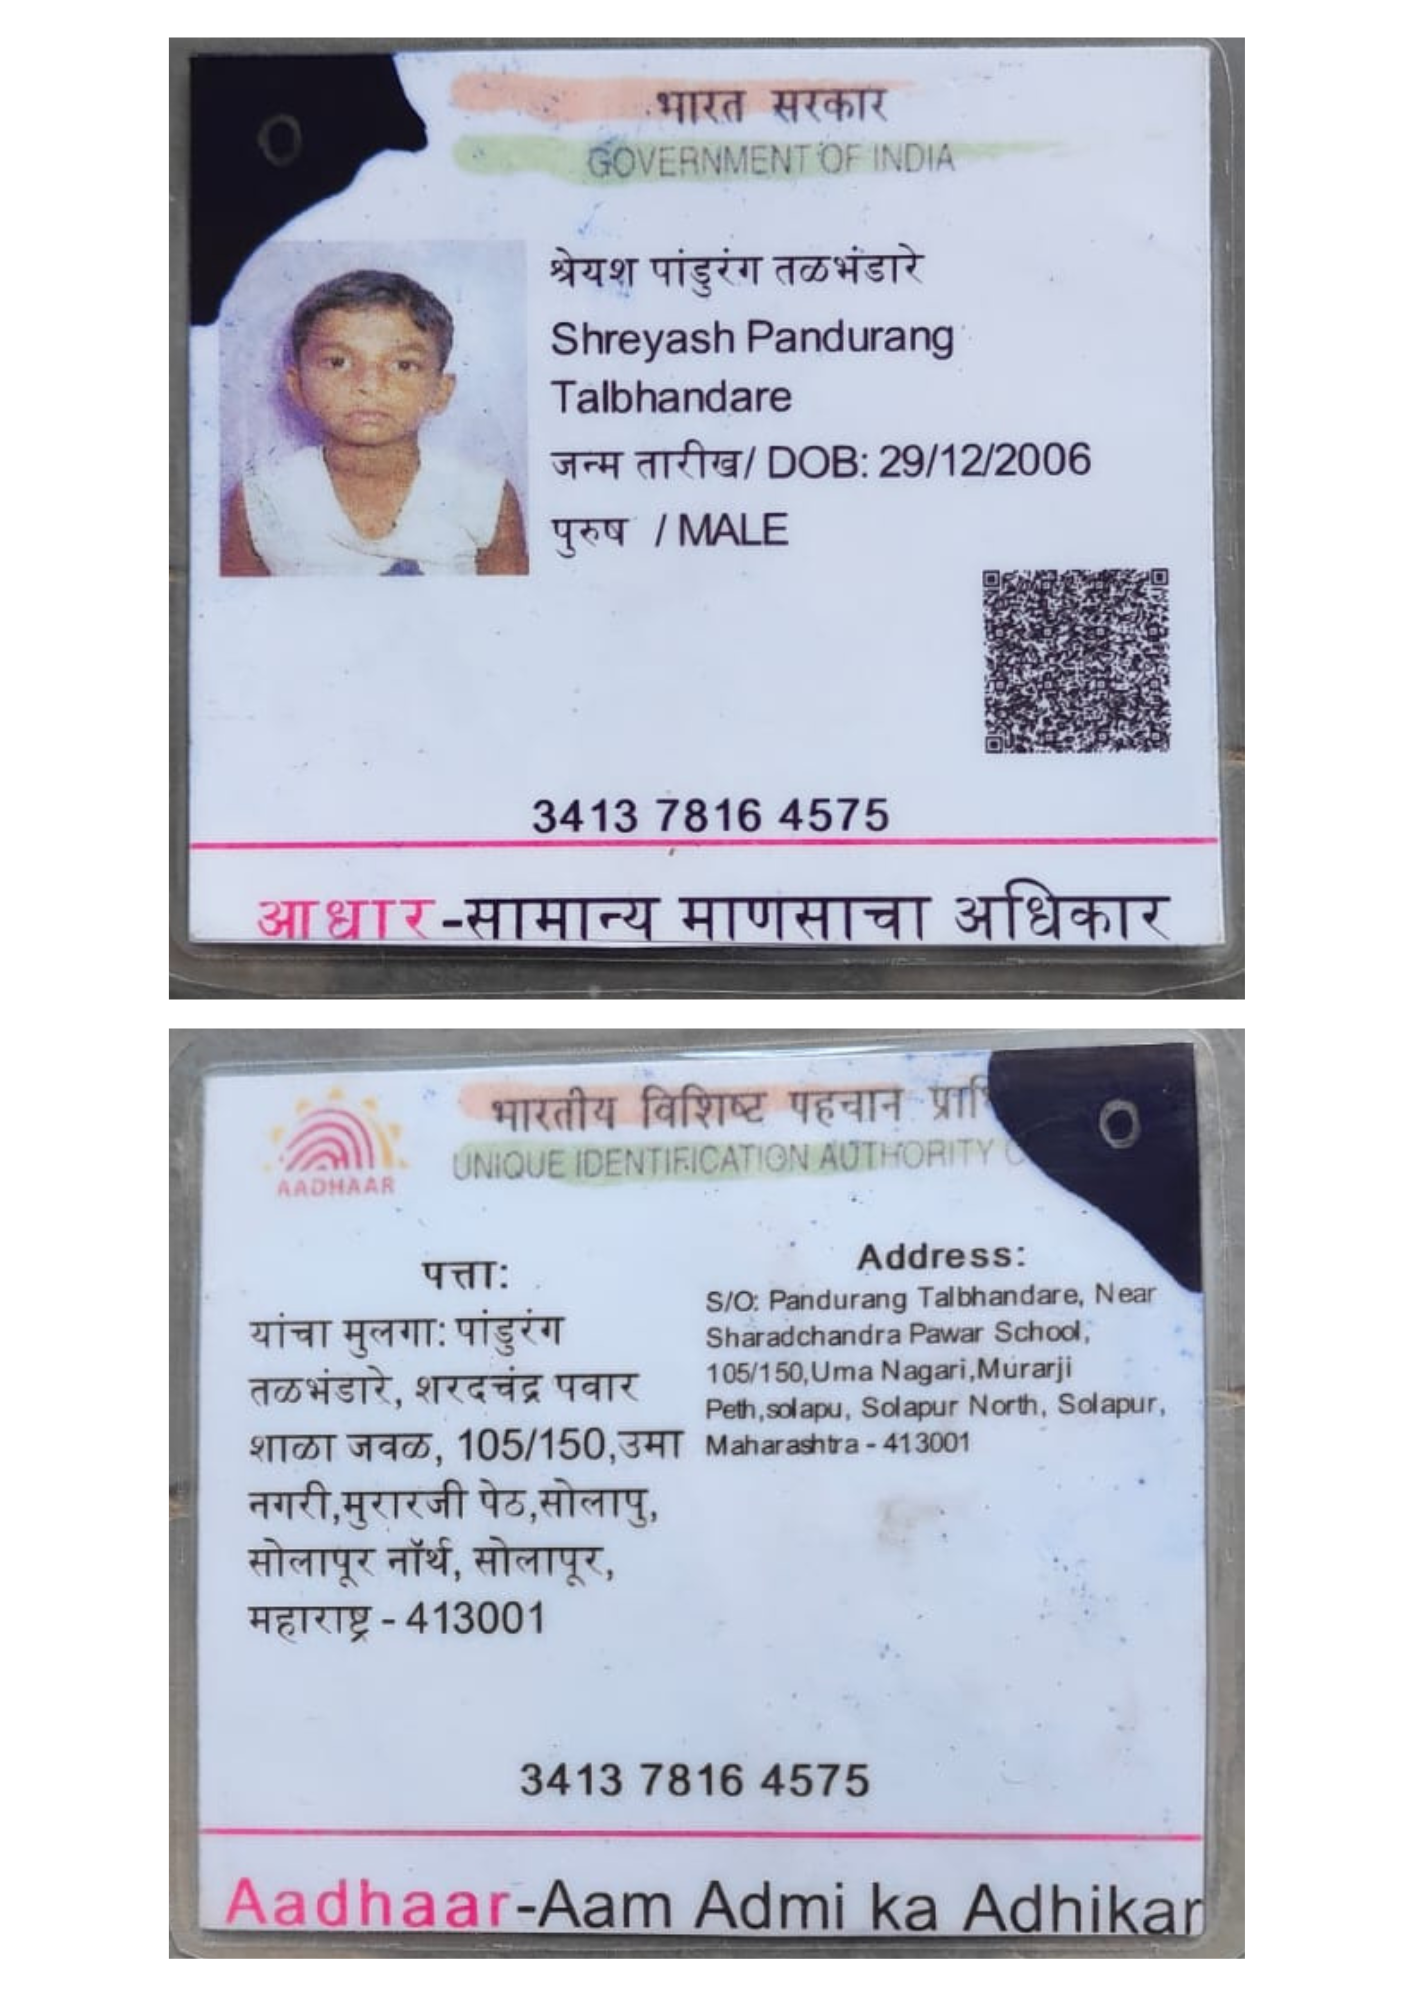 भारत सरकार
GOVERNMENT OF INDIA
श्रेयश पांडुरंग तळभंडारे
Shreyash Pandurang
Talbhandare
जन्म तारीख/ DOB: 29/12/2006
पुरुष / MALE
3413 7816 4575
आधार-सामान्य माणसाचा अधिकार
भारतीय विशिष्ट पहचान
UNIQUE IDENTIFICATION AUTHORITY
AADHAAR
पत्ता:
यांचा मुलगा: पांडुरंग
तळभंडारे, शरदचंद्र पवार
शाळा जवळ, 105/150,उमा
नगरी,मुरारजी पेठ,सोलापु,
सोलापूर नॉर्थ, सोलापूर,
महाराष्ट्र - 413001
Address:
S/O: Pandurang Talbhandare, Near
Sharadchandra Pawar School,
105/150,Uma Nagari,Murarji
Peth,solapu, Solapur North, Solapur,
Maharashtra - 413001
3413 7816 4575
Aadhaar-Aam Admi ka Adhikar